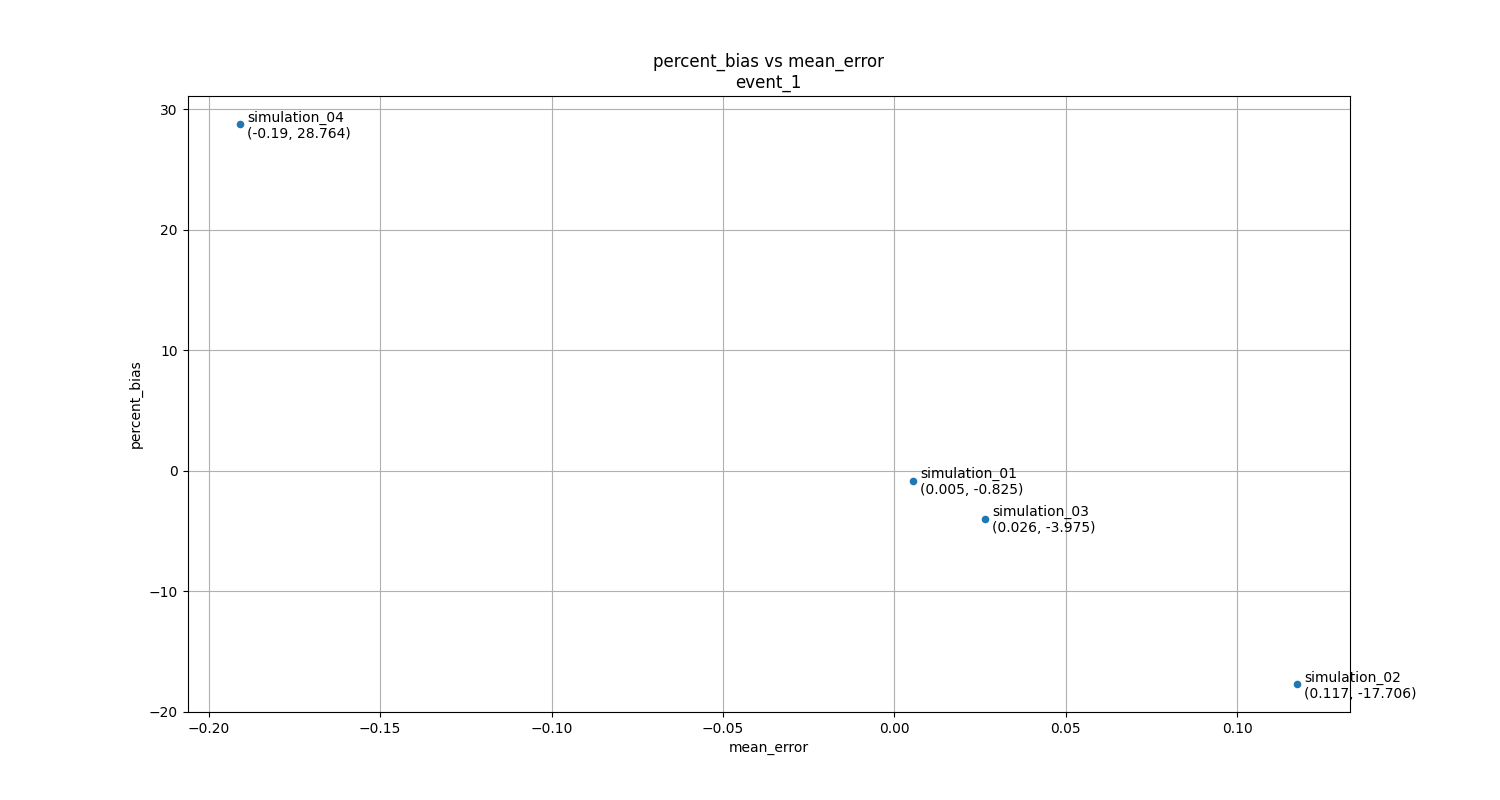 percent_bias vs mean_error
event_1
30
simulation_04
(-0.19, 28.764)
20
10
percent_bias
0
simulation_01
(0.005, -0.825)
simulation_03
(0.026, -3.975)
−10
simulation_02
(0.117, -17.706)
−20
−0.20
−0.15
−0.10
−0.05
0.00
0.05
0.10
mean_error